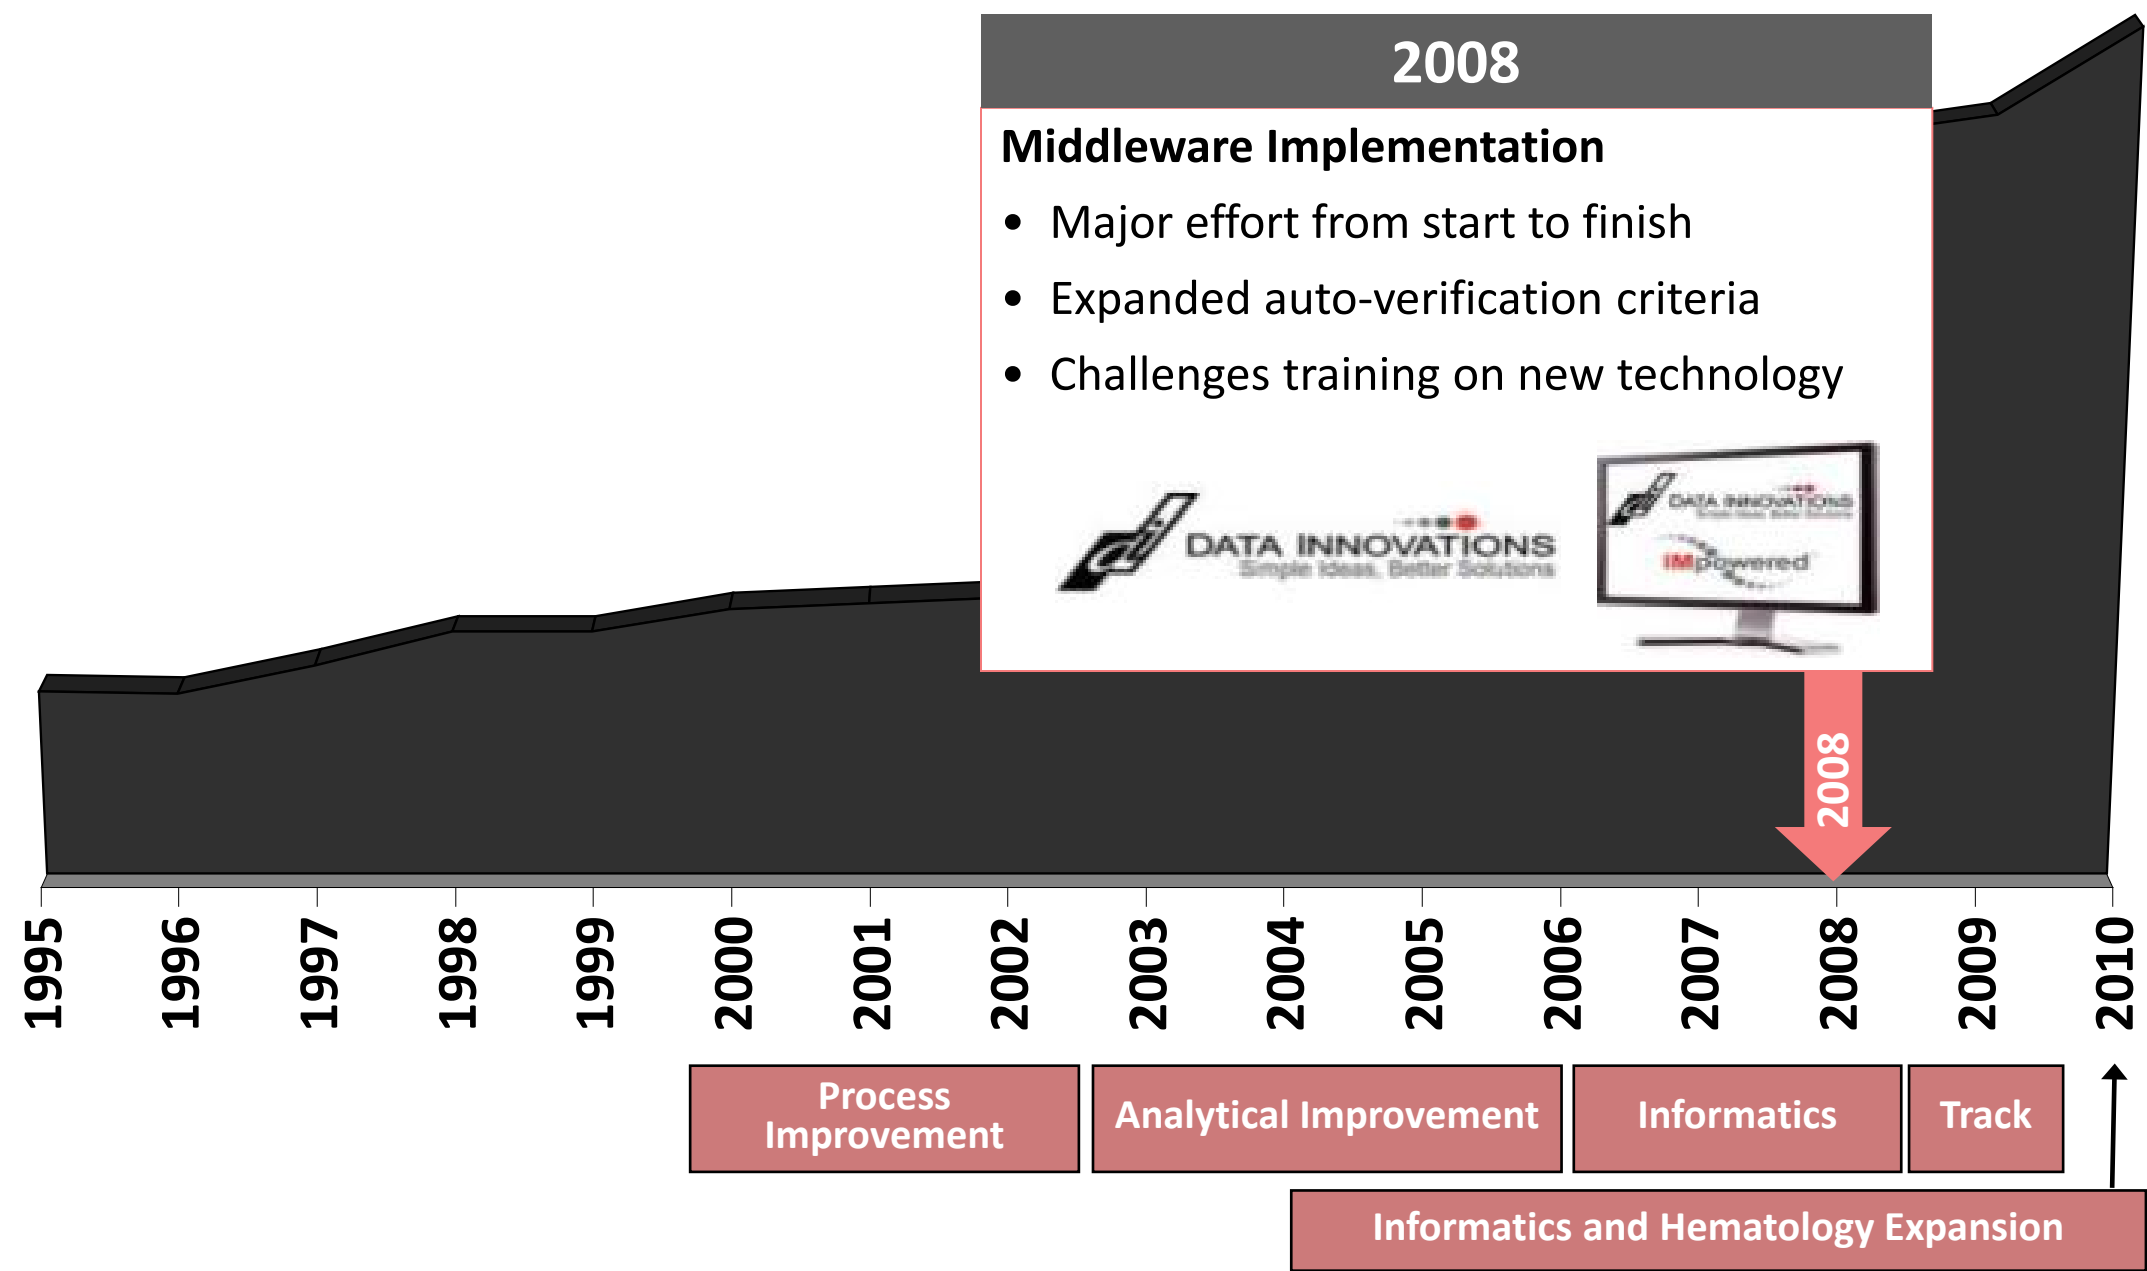 2008
Middleware Implementation
• Major effort from start to finish
• Expanded auto-verification criteria
• Challenges training on new technology
DATA INNOVATIONS
Simple Ideas, Better Solutions
DATA INNOVATIONS
IMpowered
2008
1995
1996
1997
1998
1999
2000
2001
2002
2003
2004
2005
2006
2007
2008
2009
2010
Process
Improvement
Analytical Improvement
Informatics
Track
Informatics and Hematology Expansion